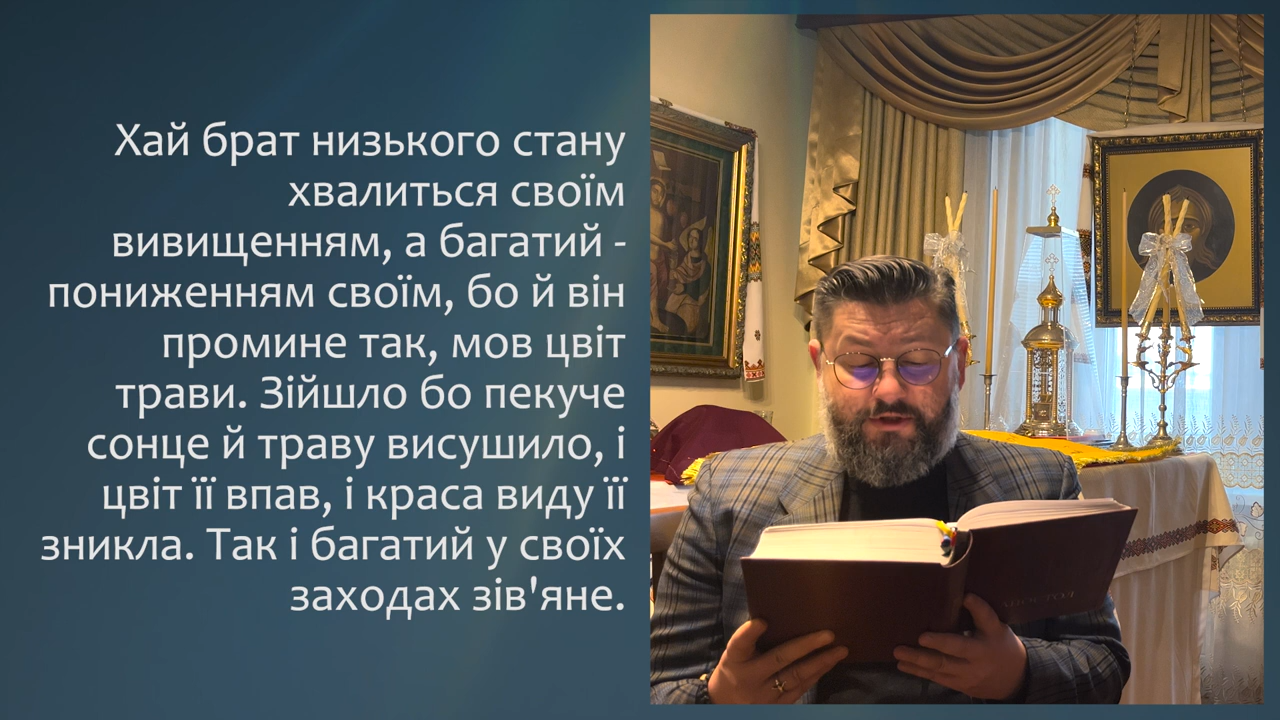 Хай брат низького стану
хвалиться своїм
вивищенням, а багатий -
пониженням своїм, бо й він
промине так, мов цвіт
трави. Зійшло бо пекуче
сонце й траву висушило, і
цвіт її впав, і краса виду її
зникла. Так і багатий у своїх
заходах зів'яне.
АПОСТОЛ